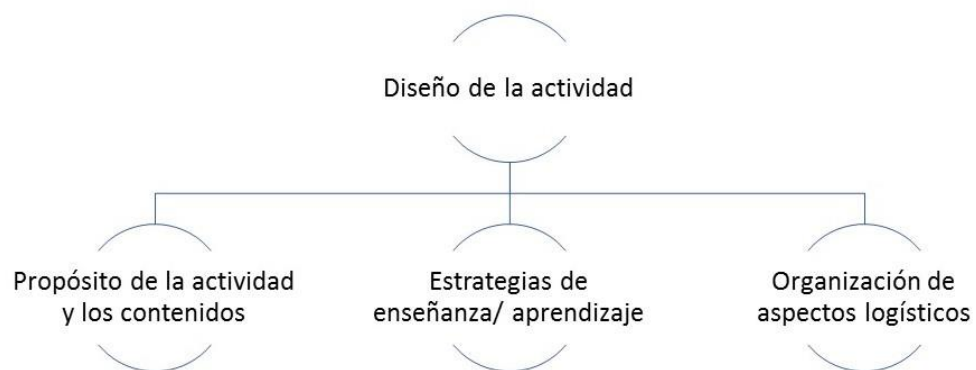 Diseño de la actividad
Propósito de la actividad
y los contenidos
Estrategias de
enseñanza/ aprendizaje
Organización de
aspectos logísticos